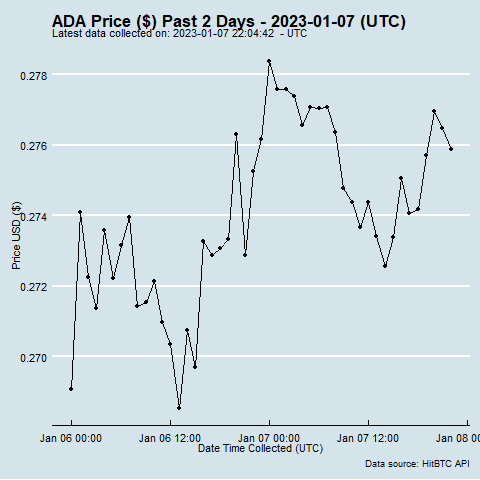 ADA Price ($) Past 2 Days - 2023-01-07 (UTC)
Latest data collected on: 2023-01-07 22:04:42 - UTC
0.278
0.276
0.274
0.272
0.270
Price USD ($)
Jan 06 00:00
Jan 06 12:00
Jan 07 00:00
Jan 07 12:00
Jan 08 0
Date Time Collected (UTC)
Data source: HitBTC API